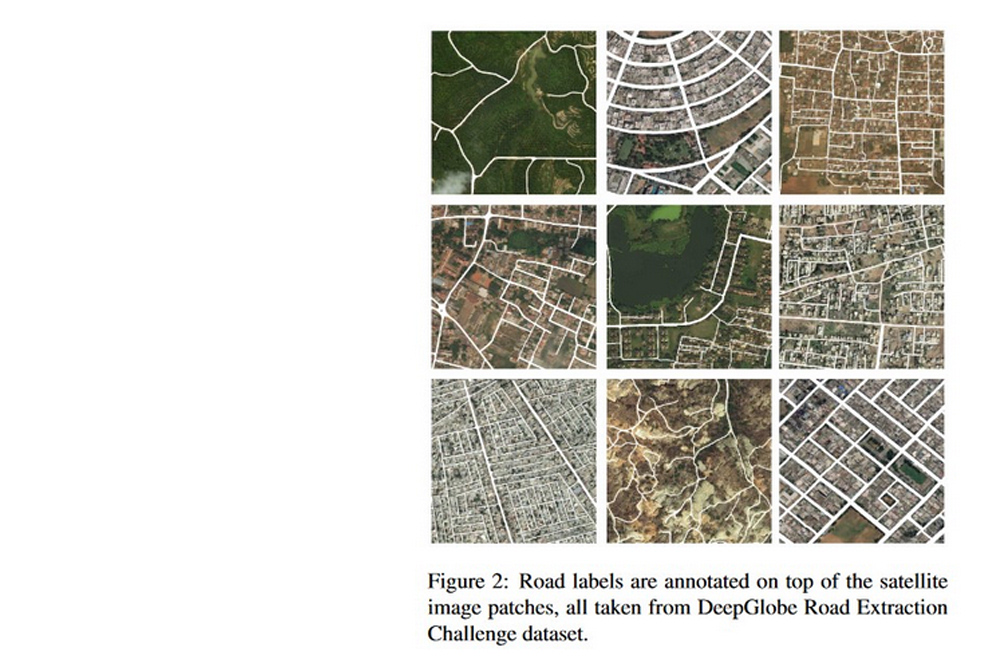 Figure 2: Road labels are annotated on top of the satellite
image patches, all taken from DeepGlobe Road Extraction
Challenge dataset.